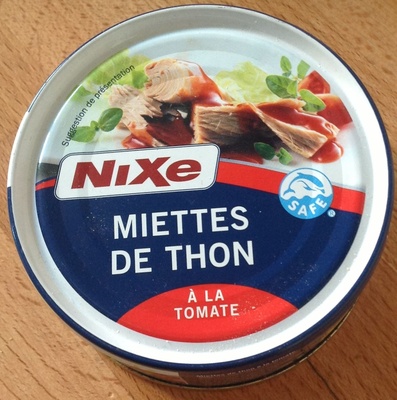 Suggestion de présentation
NiXe
MIETTES
DE THON
À LA
TOMATE
SAFE